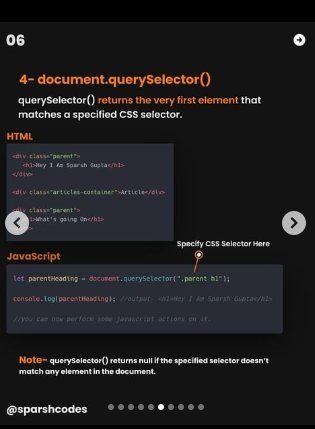 06
4- document.querySelector()
querySelector() returns the very first element that
matches a specified CSS selector.
HTML
<div class="parent">
<h1>Hey I Am Sparsh Gupta</h1>
</div>
<div class="articles-container">Article</div>
<div class="parent">
<h1>What's going On</h1>
Specify CSS Selector Here
JavaScript
let parentHeading = document.querySelector(".parent h1");
console.log(parentHeading); //output- <h1>Hey I Am Sparsh Gupta</h1>
//you can now perform some javascript actions on it.
Note- querySelector() returns null if the specified selector doesn't
match any element in the document.
@sparshcodes